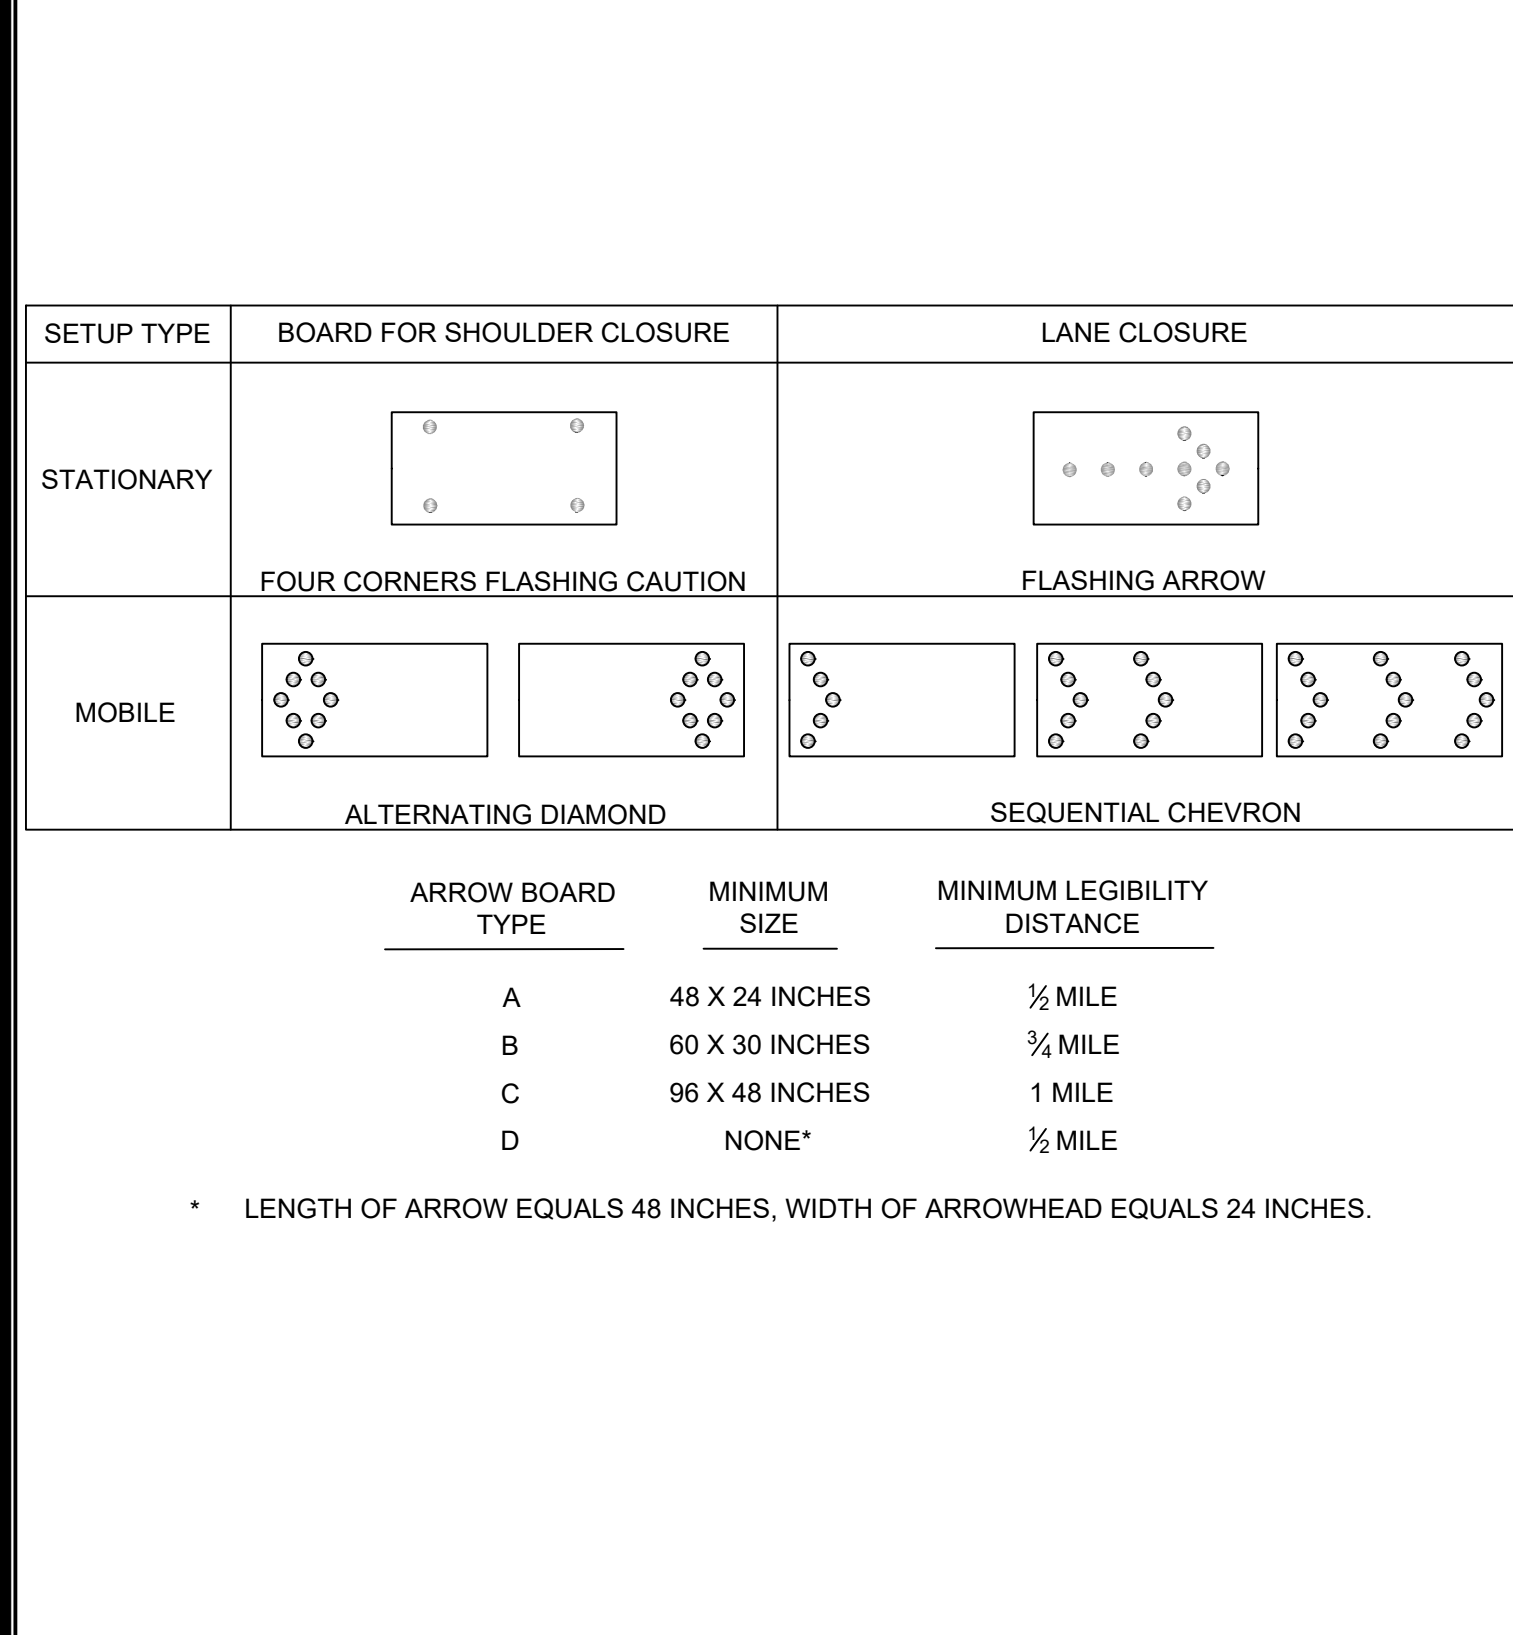 SETUP TYPE BOARD FOR SHOULDER CLOSURE LANE CLOSURE
STATIONARY
FOUR CORNERS FLASHING CAUTION FLASHING ARROW
MOBILE
ALTERNATING DIAMOND SEQUENTIAL CHEVRON
ARROW BOARD MINIMUM MINIMUM LEGIBILITY
TYPE SIZE DISTANCE
A 48 X 24 INCHES ½ MILE
B 60 X 30 INCHES ¾ MILE
C 96 X 48 INCHES 1 MILE
D NONE* ½ MILE
* LENGTH OF ARROW EQUALS 48 INCHES, WIDTH OF ARROWHEAD EQUALS 24 INCHES.